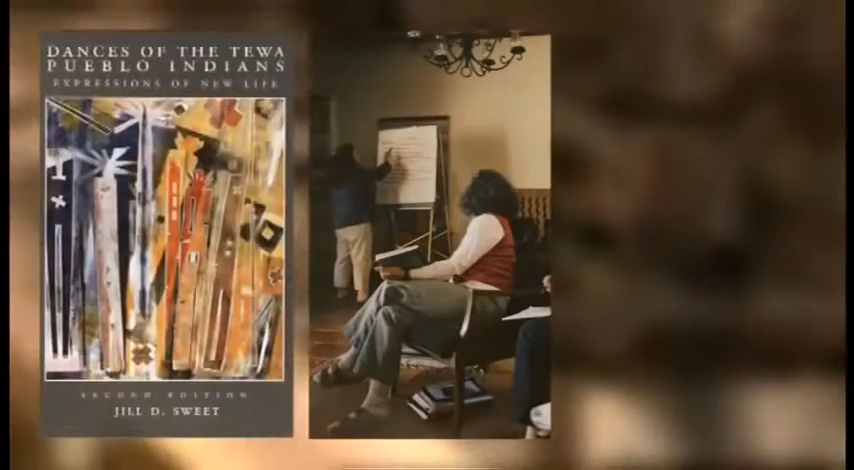 DANCES OF THE TEWA
PUEBLO INDIANS
EXPRESSIONS OF NEW LIFE
SECOND EDITION
JILL D. SWEET